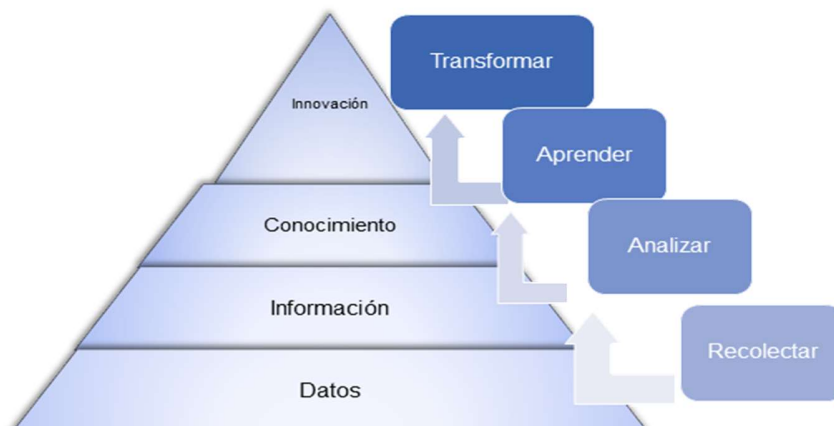 Transformar
Innovación
Aprender
Conocimiento
Analizar
Información
Recolectar
Datos